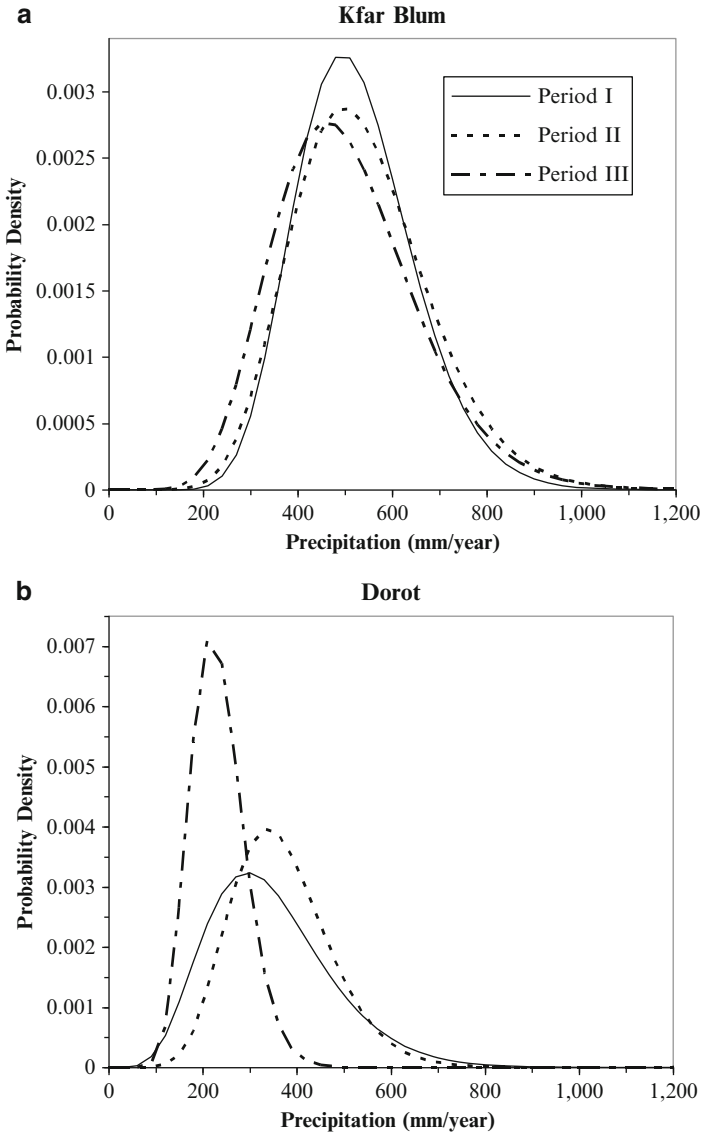 a
Kfar Blum
Period I
Period II
Period III
Probability Density
0.003
0.0025
0.002
0.0015
0.001
0.0005
0
0 200 400 600 800 1,000 1,200
Precipitation (mm/year)
b
Dorot
Probability Density
0.007
0.006
0.005
0.004
0.003
0.002
0.001
0
0 200 400 600 800 1,000 1,200
Precipitation (mm/year)